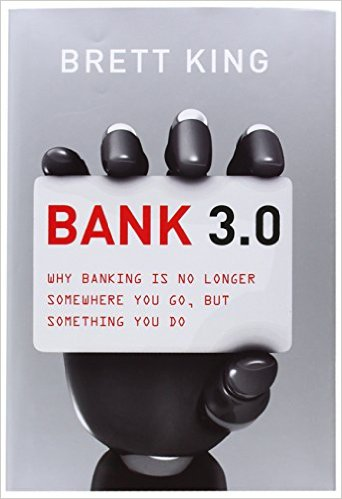 BRETT KING
BANK 3.0
WHY BANKING IS NO LONGER
SOMEWHERE YOU GO, BUT
SOMETHING YOU DO